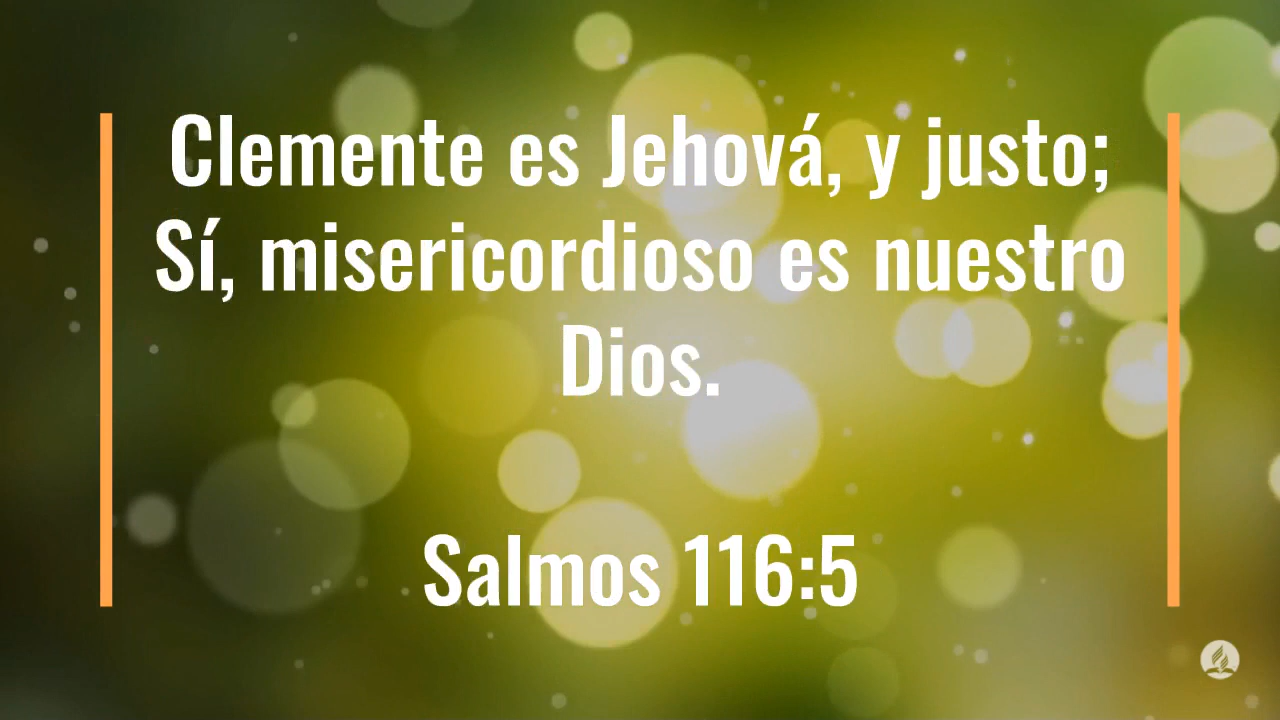 Clemente es Jehová, y justo;
Sí, misericordioso es nuestro
Dios.
Salmos 116:5